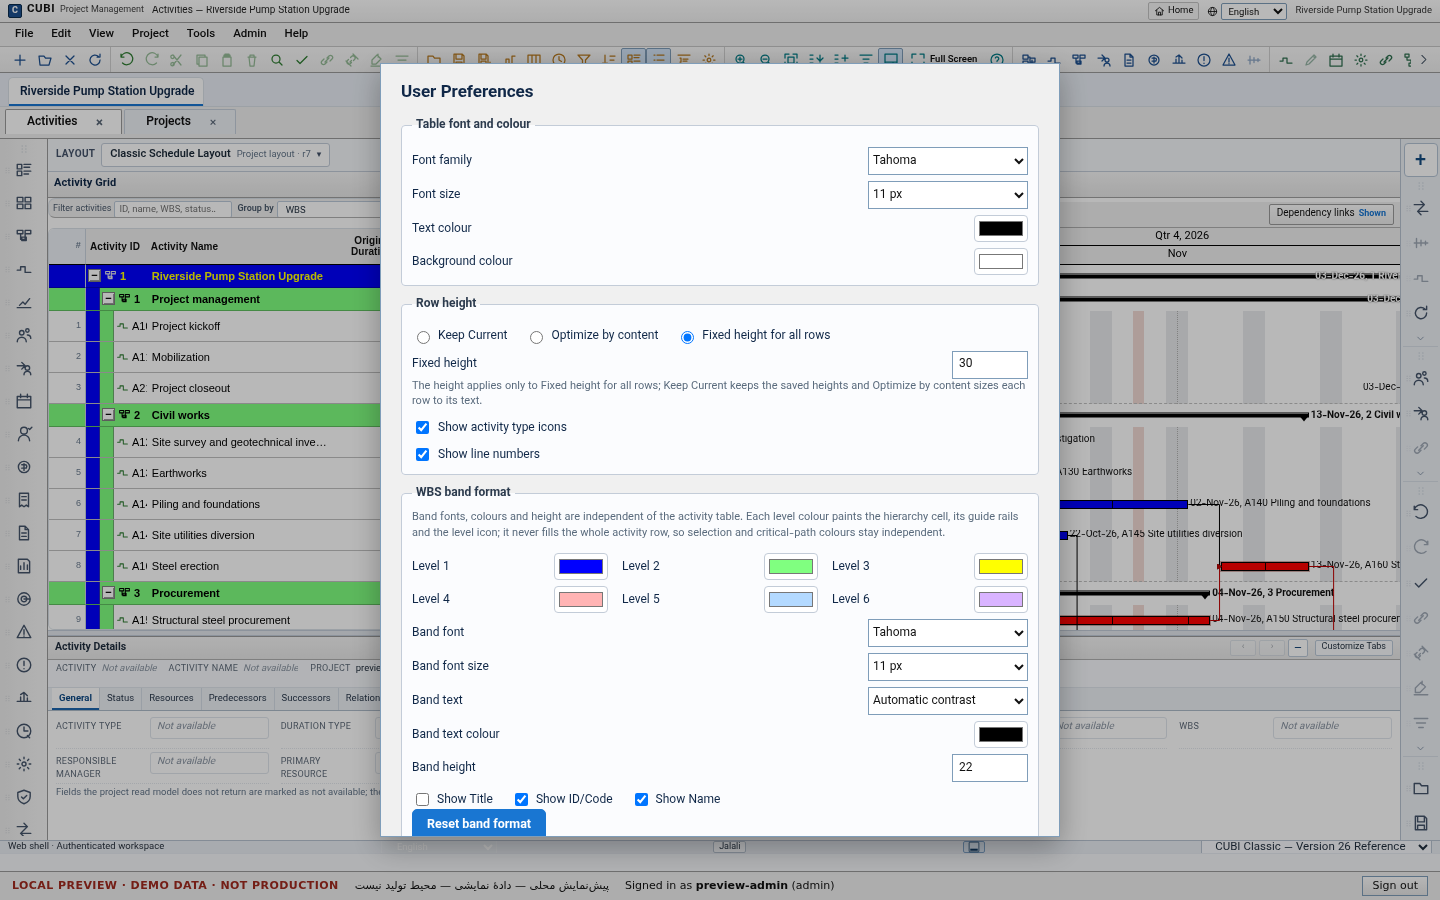 CUBI Project Management Activities — Riverside Pump Station Upgrade Home English Riverside Pump Station Upgrade
File Edit View Project Tools Admin Help
Full Screen
Riverside Pump Station Upgrade
Activities × Projects ×
LAYOUT Classic Schedule Layout Project layout · r7
Activity Grid
Filter activities ID, name, WBS, status.. Group by WBS
Dependency links Shown
# Activity ID Activity Name
Qtr 4, 2026
Nov
1 Riverside Pump Station Upgrade
1 Project management
1 Project kickoff
2 Mobilization
3 Project closeout
03-Dec-
2 Civil works
13-Nov-26, 2 Civil w
4 Site survey and geotechnical inve…
stigation
5 Earthworks
A130 Earthworks
6 Piling and foundations
02-Nov-26, A140 Piling and foundations
7 Site utilities diversion
22-Oct-26, A145 Site utilities diversion
8 Steel erection
13-Nov-26, A160 St
3 Procurement
04-Nov-26, 3 Procurement
9 Structural steel procurement
04-Nov-26, A150 Structural steel procurer
Activity Details
Customize Tabs
ACTIVITY Not available ACTIVITY NAME Not available PROJECT previe
General Status Resources Predecessors Successors Relation
ACTIVITY TYPE Not available DURATION TYPE
Not available WBS Not available
RESPONSIBLE MANAGER Not available PRIMARY RESOURCE
Fields the project read model does not return are marked as not available; the
User Preferences
Table font and colour
Font family Tahoma
Font size 11 px
Text colour
Background colour
Row height
Keep Current Optimize by content Fixed height for all rows
Fixed height 30
The height applies only to Fixed height for all rows; Keep Current keeps the saved heights and Optimize by content sizes each
row to its text.
Show activity type icons
Show line numbers
WBS band format
Band fonts, colours and height are independent of the activity table. Each level colour paints the hierarchy cell, its guide rails
and the level icon; it never fills the whole activity row, so selection and critical-path colours stay independent.
Level 1 Level 2 Level 3
Level 4 Level 5 Level 6
Band font Tahoma
Band font size 11 px
Band text Automatic contrast
Band text colour
Band height 22
Show Title Show ID/Code Show Name
Reset band format
Web shell · Authenticated workspace English Jalali CUBI Classic — Version 26 Reference
LOCAL PREVIEW · DEMO DATA · NOT PRODUCTION پیش‌نمایش محلی — دادهٔ نمایشی — محیط تولید نیست Signed in as preview-admin (admin) Sign out